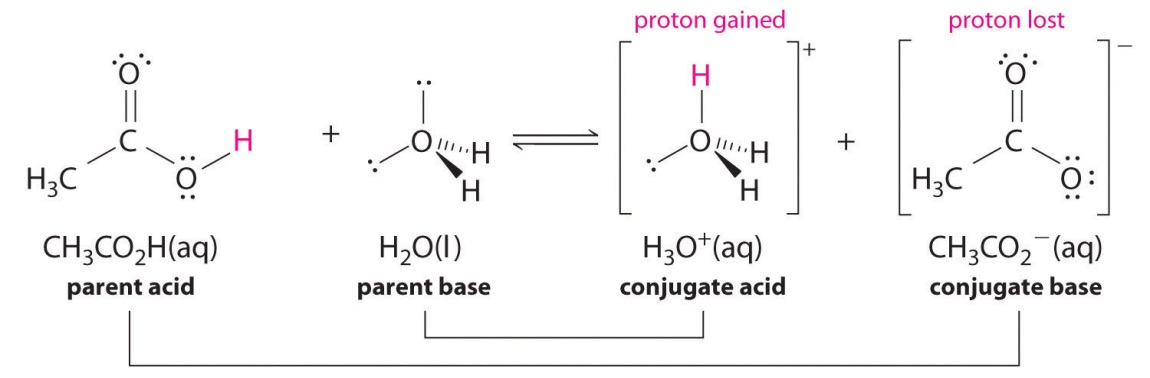 proton gained
proton lost
O
C
O
H
H₃C
+
O
H
H
⇌
H
O
H
H
+
+
O
C
O
H₃C
−
CH₃CO₂H(aq)
H₂O(l)
H₃O⁺(aq)
CH₃CO₂⁻(aq)
parent acid
parent base
conjugate acid
conjugate base